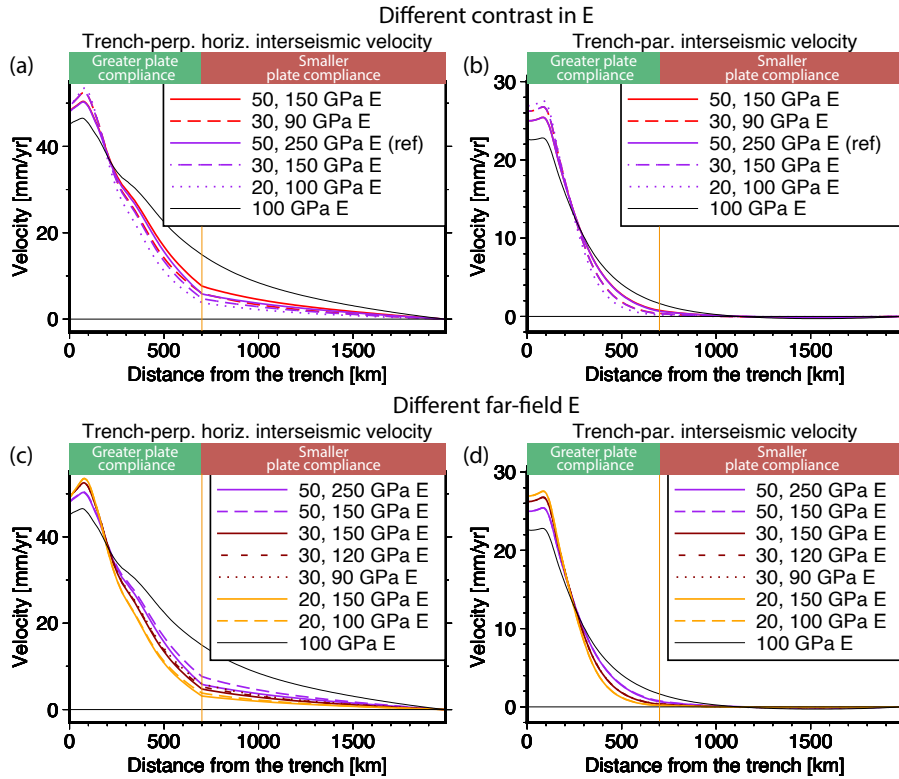 Different contrast in E
Trench-perp. horiz. interseismic velocity
(a)
Greater plate
compliance
Smaller
plate compliance
50, 150 GPa E
30, 90 GPa E
50, 250 GPa E (ref)
30, 150 GPa E
20, 100 GPa E
100 GPa E
Velocity [mm/yr]
40
20
0
0
500
1000
1500
Distance from the trench [km]
Trench-par. interseismic velocity
(b)
Greater plate
compliance
Smaller
plate compliance
50, 150 GPa E
30, 90 GPa E
50, 250 GPa E (ref)
30, 150 GPa E
20, 100 GPa E
100 GPa E
Velocity [mm/yr]
30
20
10
0
0
500
1000
1500
Distance from the trench [km]
Different far-field E
Trench-perp. horiz. interseismic velocity
(c)
Greater plate
compliance
Smaller
plate compliance
50, 250 GPa E
50, 150 GPa E
30, 150 GPa E
30, 120 GPa E
30, 90 GPa E
20, 150 GPa E
20, 100 GPa E
100 GPa E
Velocity [mm/yr]
40
20
0
0
500
1000
1500
Distance from the trench [km]
Trench-par. interseismic velocity
(d)
Greater plate
compliance
Smaller
plate compliance
50, 250 GPa E
50, 150 GPa E
30, 150 GPa E
30, 120 GPa E
30, 90 GPa E
20, 150 GPa E
20, 100 GPa E
100 GPa E
Velocity [mm/yr]
30
20
10
0
0
500
1000
1500
Distance from the trench [km]